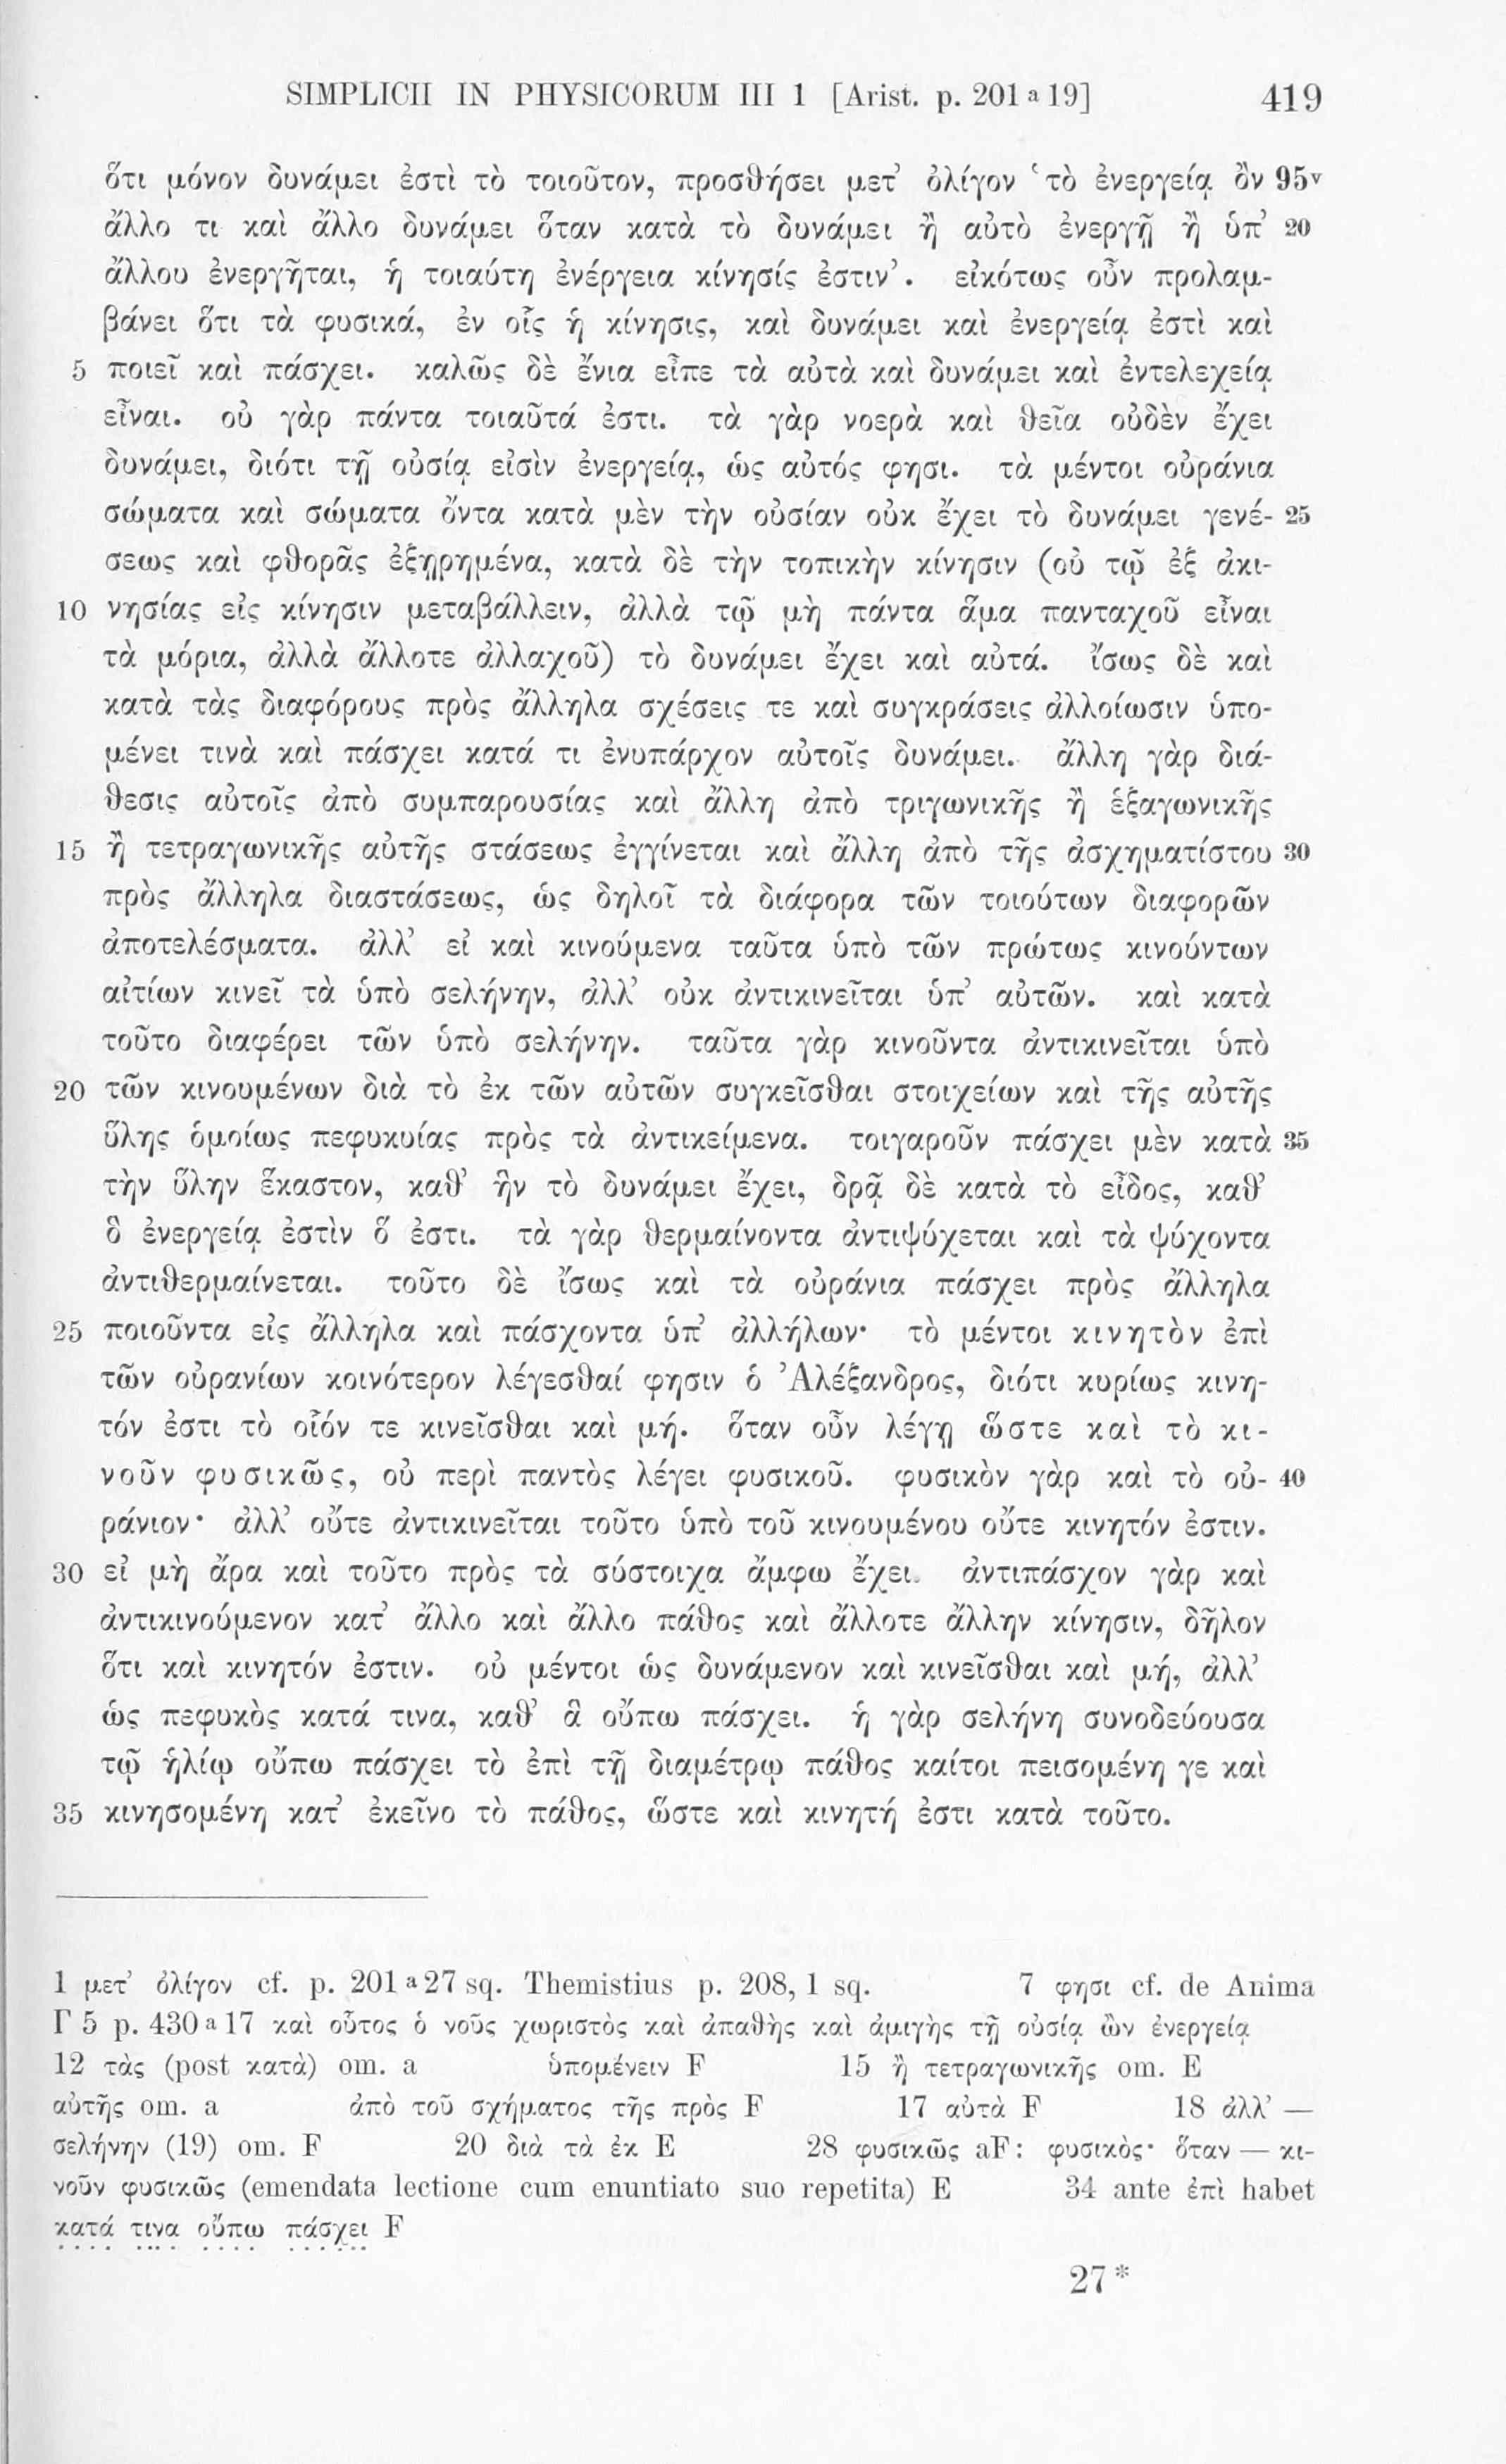 SIMPLICII IN PHYSICORUM III 1 [Arist. p. 201 a 19] 419
ὅτι μόνον δυνάμει ἐστὶ τὸ τοιοῦτον, προσθήσει μετ’ ὀλίγον ‘τὸ ἐνεργείᾳ ὂν 95v
ἄλλο τι καὶ ἄλλο δυνάμει ὅταν κατὰ τὸ δυνάμει ἢ αὐτὸ ἐνεργῇ ἢ ὑπ’ 20
ἄλλου ἐνεργῆται, ἡ τοιαύτη ἐνέργεια κίνησίς ἐστιν’. εἰκότως οὖν προλαμ-
βάνει ὅτι τὰ φυσικά, ἐν οἷς ἡ κίνησις, καὶ δυνάμει καὶ ἐνεργείᾳ ἐστὶ καὶ
5 ποιεῖ καὶ πάσχει. καλῶς δὲ ἔνια εἶπε τὰ αὐτὰ καὶ δυνάμει καὶ ἐντελεχείᾳ
εἶναι. οὐ γὰρ πάντα τοιαῦτά ἐστι. τὰ γὰρ νοερὰ καὶ θεῖα οὐδὲν ἔχει
δυνάμει, διότι τῇ οὐσίᾳ εἰσὶν ἐνεργείᾳ, ὡς αὐτός φησι. τὰ μέντοι οὐράνια
σώματα καὶ σώματα ὄντα κατὰ μὲν τὴν οὐσίαν οὐκ ἔχει τὸ δυνάμει γενέ- 25
σεως καὶ φθορᾶς ἐξῃρημένα, κατὰ δὲ τὴν τοπικὴν κίνησιν (οὐ τῷ ἐξ ἀκι-
10 νησίας εἰς κίνησιν μεταβάλλειν, ἀλλὰ τῷ μὴ πάντα ἅμα πανταχοῦ εἶναι
τὰ μόρια, ἀλλὰ ἄλλοτε ἀλλαχοῦ) τὸ δυνάμει ἔχει καὶ αὐτά. ἴσως δὲ καὶ
κατὰ τὰς διαφόρους πρὸς ἄλληλα σχέσεις τε καὶ συγκράσεις ἀλλοίωσιν ὑπο-
μένει τινὰ καὶ πάσχει κατά τι ἐνυπάρχον αὐτοῖς δυνάμει. ἄλλη γὰρ διά-
θεσις αὐτοῖς ἀπὸ συμπαρουσίας καὶ ἄλλη ἀπὸ τριγωνικῆς ἢ ἑξαγωνικῆς
15 ἢ τετραγωνικῆς αὐτῆς στάσεως ἐγγίνεται καὶ ἄλλη ἀπὸ τῆς ἀσχηματίστου 30
πρὸς ἄλληλα διαστάσεως, ὡς δηλοῖ τὰ διάφορα τῶν τοιούτων διαφορῶν
ἀποτελέσματα. ἀλλ’ εἰ καὶ κινούμενα ταῦτα ὑπὸ τῶν πρώτως κινούντων
αἰτίων κινεῖ τὰ ὑπὸ σελήνην, ἀλλ’ οὐκ ἀντικινεῖται ὑπ’ αὐτῶν. καὶ κατὰ
τοῦτο διαφέρει τῶν ὑπὸ σελήνην. ταῦτα γὰρ κινοῦντα ἀντικινεῖται ὑπὸ
20 τῶν κινουμένων διὰ τὸ ἐκ τῶν αὐτῶν συγκεῖσθαι στοιχείων καὶ τῆς αὐτῆς
ὕλης ὁμοίως πεφυκυίας πρὸς τὰ ἀντικείμενα. τοιγαροῦν πάσχει μὲν κατὰ 35
τὴν ὕλην ἕκαστον, καθ’ ἣν τὸ δυνάμει ἔχει, δρᾷ δὲ κατὰ τὸ εἶδος, καθ’
ὃ ἐνεργείᾳ ἐστὶν ὅ ἐστι. τὰ γὰρ θερμαίνοντα ἀντιψύχεται καὶ τὰ ψύχοντα
ἀντιθερμαίνεται. τοῦτο δὲ ἴσως καὶ τὰ οὐράνια πάσχει πρὸς ἄλληλα
25 ποιοῦντα εἰς ἄλληλα καὶ πάσχοντα ὑπ’ ἀλλήλων· τὸ μέντοι κινητὸν ἐπὶ
τῶν οὐρανίων κοινότερον λέγεσθαί φησιν ὁ Ἀλέξανδρος, διότι κυρίως κινη-
τόν ἐστι τὸ οἷόν τε κινεῖσθαι καὶ μή. ὅταν οὖν λέγῃ ὥστε καὶ τὸ κι-
νοῦν φυσικῶς, οὐ περὶ παντὸς λέγει φυσικοῦ. φυσικὸν γὰρ καὶ τὸ οὐ- 40
ράνιον· ἀλλ’ οὔτε ἀντικινεῖται τοῦτο ὑπὸ τοῦ κινουμένου οὔτε κινητόν ἐστιν.
30 εἰ μὴ ἄρα καὶ τοῦτο πρὸς τὰ σύστοιχα ἄμφω ἔχει. ἀντιπάσχον γὰρ καὶ
ἀντικινούμενον κατ’ ἄλλο καὶ ἄλλο πάθος καὶ ἄλλοτε ἄλλην κίνησιν, δῆλον
ὅτι καὶ κινητόν ἐστιν. οὐ μέντοι ὡς δυνάμενον καὶ κινεῖσθαι καὶ μή, ἀλλ’
ὡς πεφυκὸς κατά τινα, καθ’ ἃ οὔπω πάσχει. ἡ γὰρ σελήνη συνοδεύουσα
τῷ ἡλίῳ οὔπω πάσχει τὸ ἐπὶ τῇ διαμέτρῳ πάθος καίτοι πεισομένη γε καὶ
35 κινησομένη κατ’ ἐκεῖνο τὸ πάθος, ὥστε καὶ κινητή ἐστι κατὰ τοῦτο.
1 μετ’ ὀλίγον cf. p. 201 a 27 sq. Themistius p. 208, 1 sq. 7 φησι cf. de Anima
Γ 5 p. 430 a 17 καὶ οὗτος ὁ νοῦς χωριστὸς καὶ ἀπαθὴς καὶ ἀμιγὴς τῇ οὐσίᾳ ὢν ἐνεργείᾳ
12 τὰς (post κατὰ) om. a ὑπομένειν F 15 ἢ τετραγωνικῆς om. E
αὐτῆς om. a ἀπὸ τοῦ σχήματος τῆς πρὸς F 17 αὐτὰ F 18 ἀλλ’ —
σελήνην (19) om. F 20 διὰ τὰ ἐκ E 28 φυσικῶς aF: φυσικὸς· ὅταν — κι-
νοῦν φυσικῶς (emendata lectione cum enuntiato suo repetita) E 34 ante ἐπὶ habet
κατά τινα οὔπω πάσχει F
27*